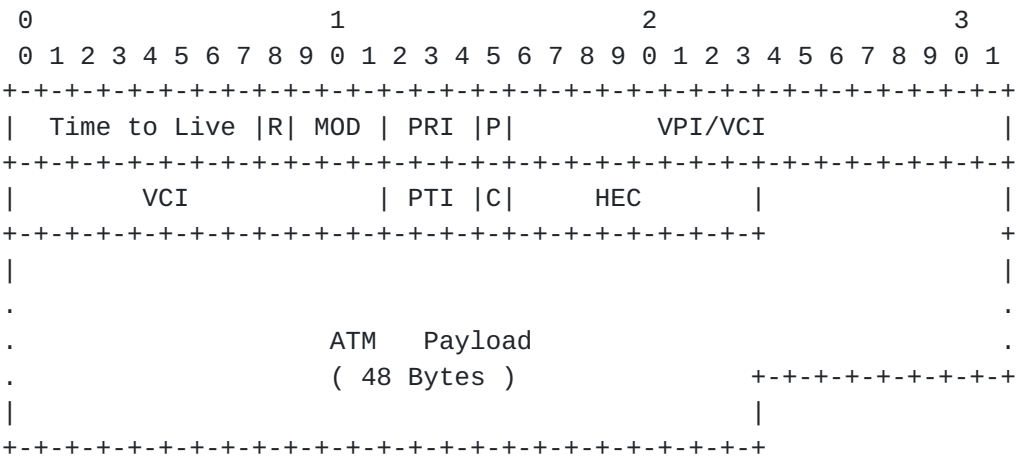 0                   1                   2                   3
 0 1 2 3 4 5 6 7 8 9 0 1 2 3 4 5 6 7 8 9 0 1 2 3 4 5 6 7 8 9 0 1
+-+-+-+-+-+-+-+-+-+-+-+-+-+-+-+-+-+-+-+-+-+-+-+-+-+-+-+-+-+-+-+-+
|  Time to Live |R| MOD | PRI |P|         VPI/VCI               |
+-+-+-+-+-+-+-+-+-+-+-+-+-+-+-+-+-+-+-+-+-+-+-+-+-+-+-+-+-+-+-+-+
|        VCI            | PTI |C|     HEC       |               |
+-+-+-+-+-+-+-+-+-+-+-+-+-+-+-+-+-+-+-+-+-+-+-+-+               +
|                                                               |
.                                                               .
.                    ATM   Payload                              .
.                    ( 48 Bytes )               +-+-+-+-+-+-+-+-+
|                                               |
+-+-+-+-+-+-+-+-+-+-+-+-+-+-+-+-+-+-+-+-+-+-+-+-+